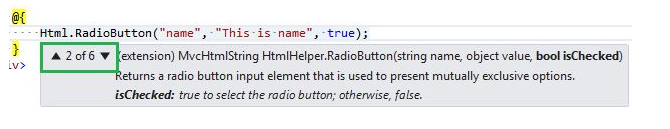 @{
Html.RadioButton("name", "This is name", true);
}
iv>
▲ 2 of 6 ▼ (extension) MvcHtmlString HtmlHelper.RadioButton(string name, object value, bool isChecked)
Returns a radio button input element that is used to present mutually exclusive options.
isChecked: true to select the radio button; otherwise, false.